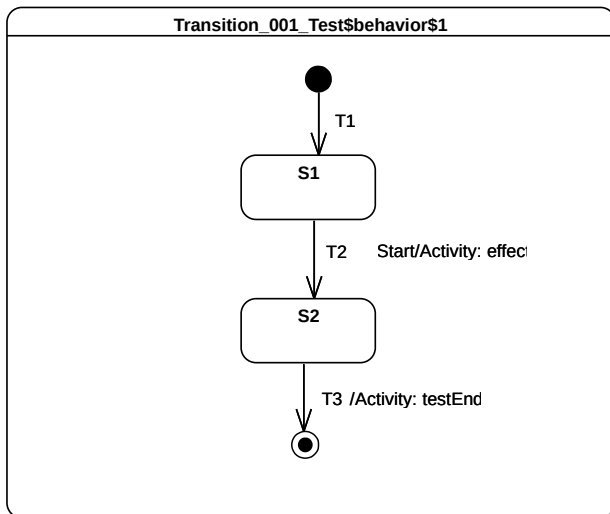 Transition_001_Test$behavior$1
T1
S1
T2 Start/Activity: effect
S2
T3 /Activity: testEnd